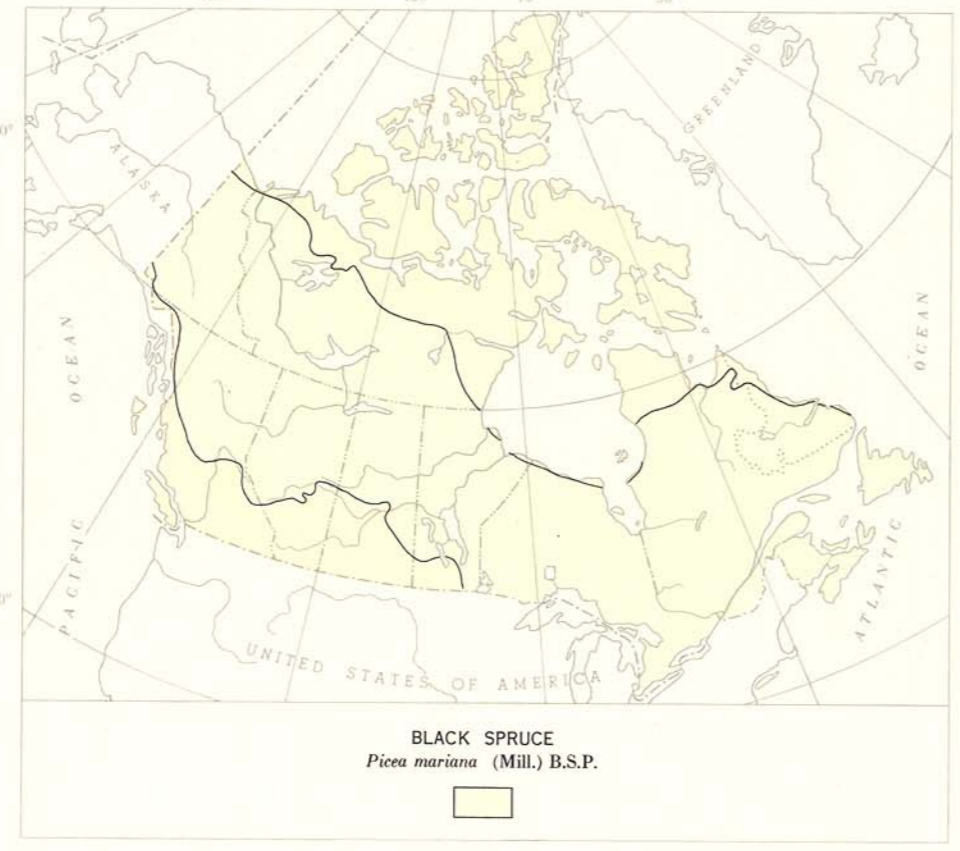 ALASKA
GREENLAND
PACIFIC OCEAN
ATLANTIC OCEAN
UNITED STATES OF AMERICA
BLACK SPRUCE
Picea mariana (Mill.) B.S.P.